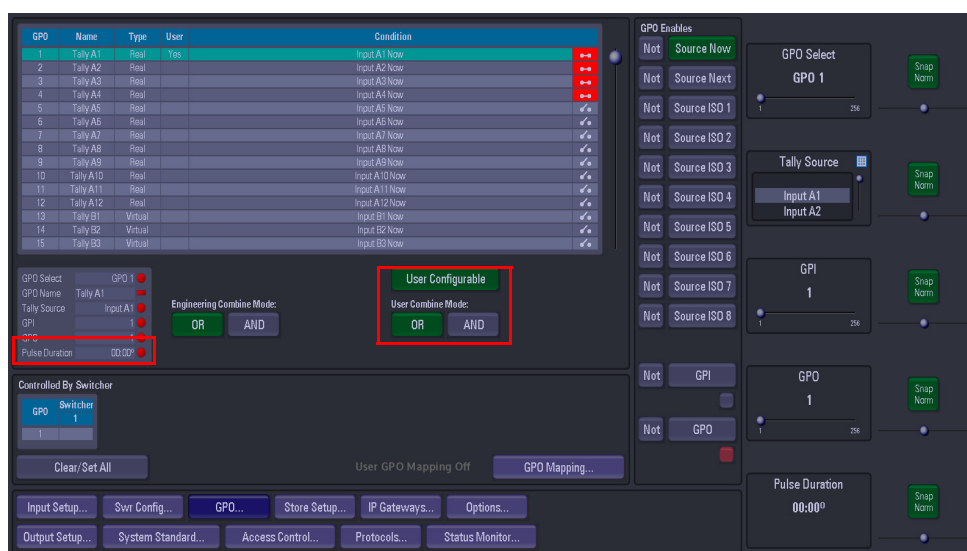 GPO Name Type User Condition
1 Tally A1 Real Yes Input A1 Now
2 Tally A2 Real Input A2 Now
3 Tally A3 Real Input A3 Now
4 Tally A4 Real Input A4 Now
5 Tally A5 Real Input A5 Now
6 Tally A6 Real Input A6 Now
7 Tally A7 Real Input A7 Now
8 Tally A8 Real Input A8 Now
9 Tally A9 Real Input A9 Now
10 Tally A10 Real Input A10 Now
11 Tally A11 Real Input A11 Now
12 Tally A12 Real Input A12 Now
13 Tally B1 Virtual Input B1 Now
14 Tally B2 Virtual Input B2 Now
15 Tally B3 Virtual Input B3 Now
GPO Select GPO 1
GPO Name Tally A1
Tally Source Input A1
GPI 1
GPO 1
Pulse Duration 00:00º
Engineering Combine Mode:
OR AND
User Configurable
User Combine Mode:
OR AND
Controlled By Switcher
GPO Switcher 1
1
Clear/Set All
User GPO Mapping Off
GPO Mapping...
Input Setup... Swr Config... GPO... Store Setup... IP Gateways... Options...
Output Setup... System Standard... Access Control... Protocols... Status Monitor...
GPO Enables
Not Source Now
Not Source Next
Not Source ISO 1
Not Source ISO 2
Not Source ISO 3
Not Source ISO 4
Not Source ISO 5
Not Source ISO 6
Not Source ISO 7
Not Source ISO 8
Not GPI
Not GPO
GPO Select
GPO 1
1 256
Snap
Norm
Tally Source
Input A1
Input A2
Snap
Norm
GPI
1
1 256
Snap
Norm
GPO
1
1 256
Snap
Norm
Pulse Duration
00:00º
Snap
Norm